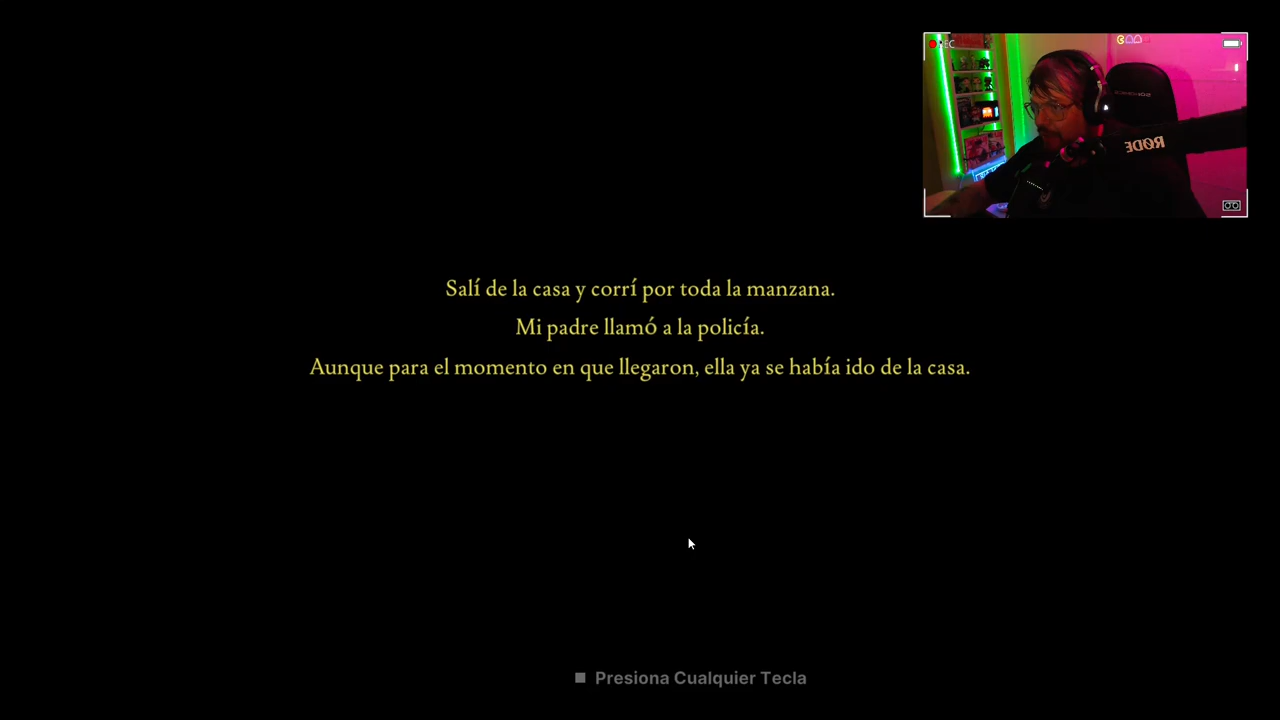 REC
RØDE
Salí de la casa y corrí por toda la manzana.
Mi padre llamó a la policía.
Aunque para el momento en que llegaron, ella ya se había ido de la casa.
Presiona Cualquier Tecla